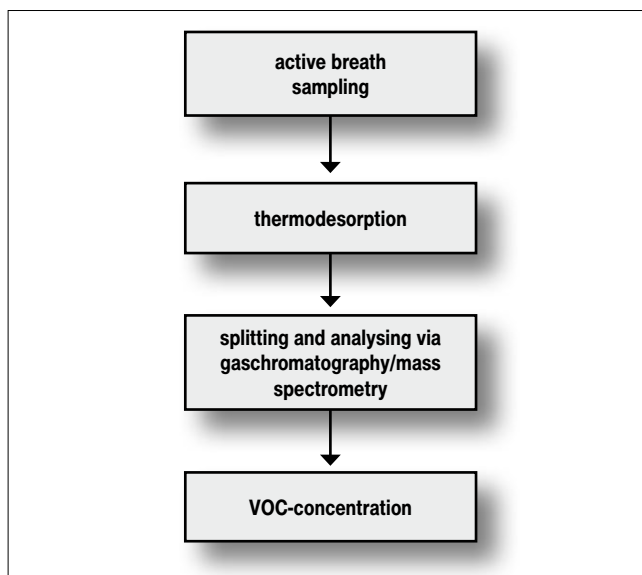 active breath
sampling
thermodesorption
splitting and analysing via
gaschromatography/mass
spectrometry
VOC-concentration